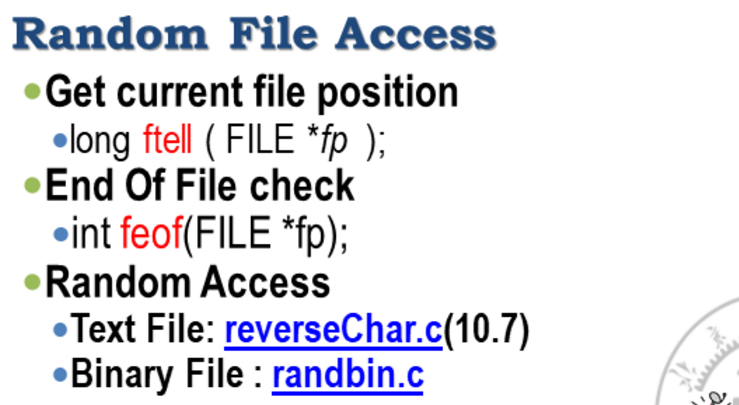 Random File Access
Get current file position
long ftell ( FILE *fp );
End Of File check
int feof(FILE *fp);
Random Access
Text File: reverseChar.c(10.7)
Binary File : randbin.c